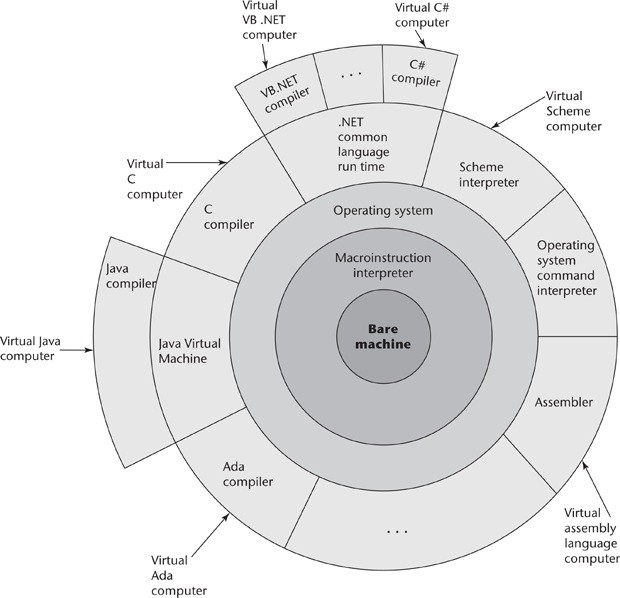 Virtual
VB .NET
computer
Virtual C#
computer
VB.NET
compiler
. . .
C#
compiler
Virtual
Scheme
computer
.NET
common
language
run time
Scheme
interpreter
Virtual
C
computer
C
compiler
Operating system
Operating
system
command
interpreter
Macroinstruction
interpreter
Java
compiler
Bare
machine
Virtual Java
computer
Java Virtual
Machine
Assembler
Ada
compiler
. . .
Virtual
assembly
language
computer
Virtual
Ada
computer